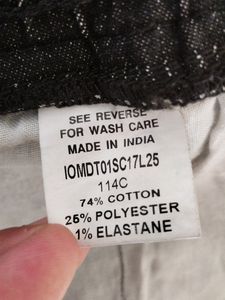 SEE REVERSE
FOR WASH CARE
MADE IN INDIA
IOMDT01SC17L25
114C
74% COTTON
25% POLYESTER
1% ELASTANE